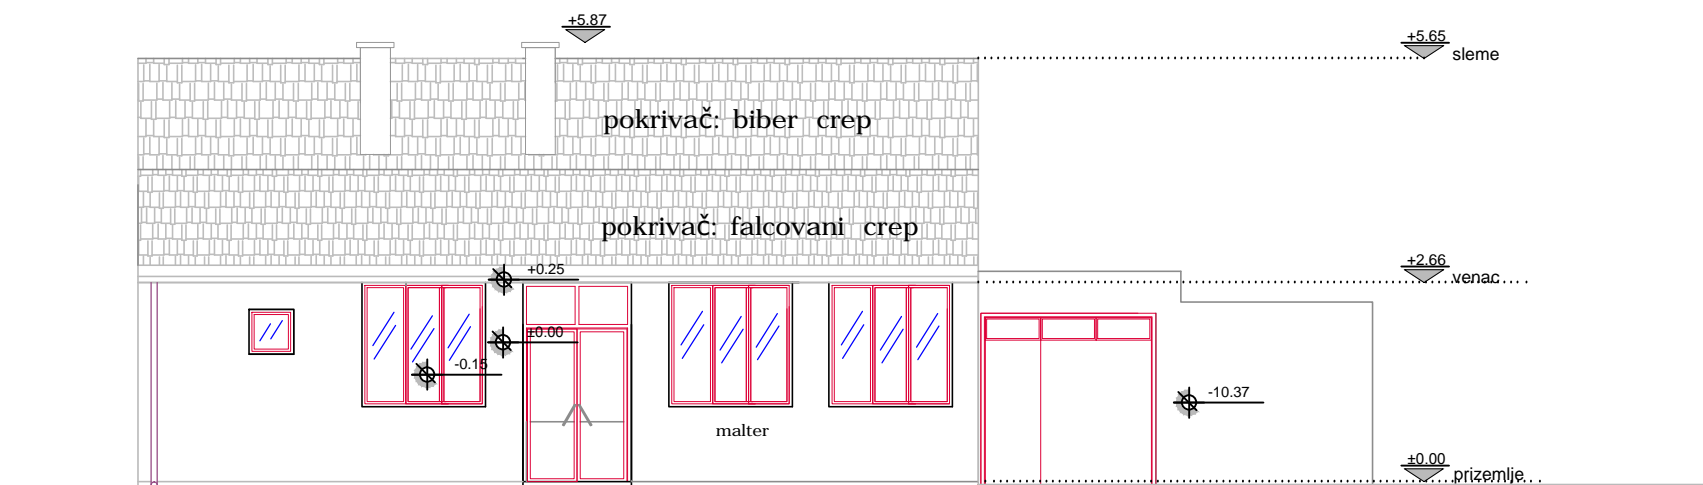 +5.87
+5.65
sleme
pokrivač: biber crep
pokrivač: falcovani crep
+2.66
venac
+0.25
±0.00
-0.15
-10.37
malter
±0.00
prizemlje